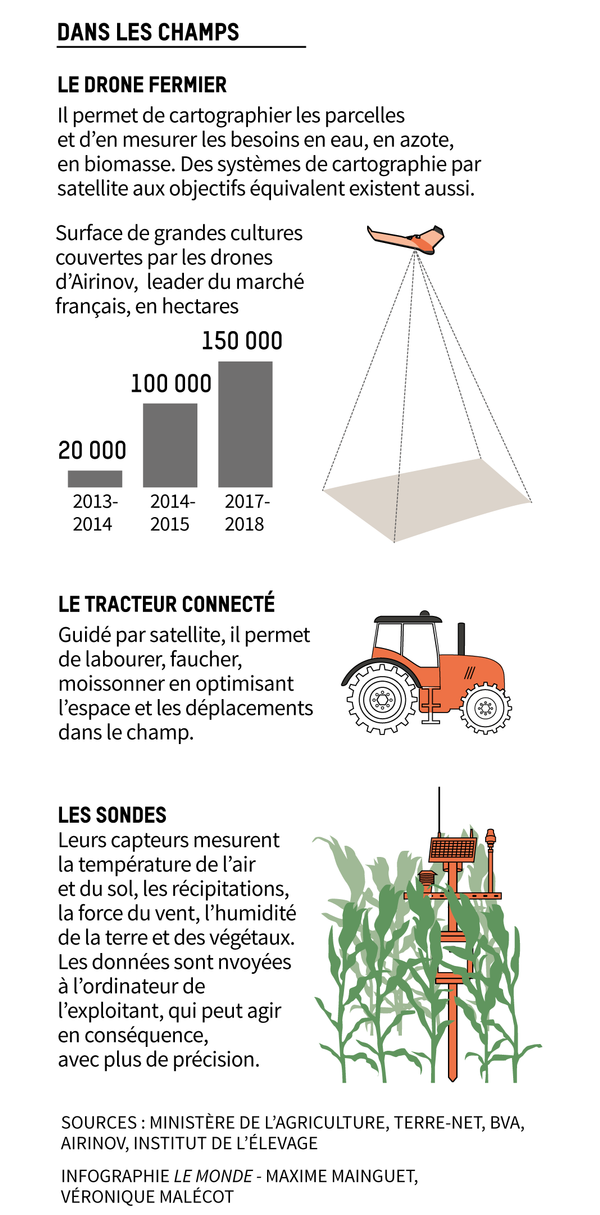 DANS LES CHAMPS
LE DRONE FERMIER
Il permet de cartographier les parcelles
et d’en mesurer les besoins en eau, en azote,
en biomasse. Des systèmes de cartographie par
satellite aux objectifs équivalent existent aussi.
Surface de grandes cultures
couvertes par les drones
d’Airinov, leader du marché
français, en hectares
150 000
100 000
20 000
2013-
2014
2014-
2015
2017-
2018
LE TRACTEUR CONNECTÉ
Guidé par satellite, il permet
de labourer, faucher,
moissonner en optimisant
l’espace et les déplacements
dans le champ.
LES SONDES
Leurs capteurs mesurent
la température de l’air
et du sol, les récipitations,
la force du vent, l’humidité
de la terre et des végétaux.
Les données sont nvoyées
à l’ordinateur de
l’exploitant, qui peut agir
en conséquence,
avec plus de précision.
SOURCES : MINISTÈRE DE L’AGRICULTURE, TERRE-NET, BVA,
AIRINOV, INSTITUT DE L’ÉLEVAGE
INFOGRAPHIE LE MONDE - MAXIME MAINGUET,
VÉRONIQUE MALÉCOT